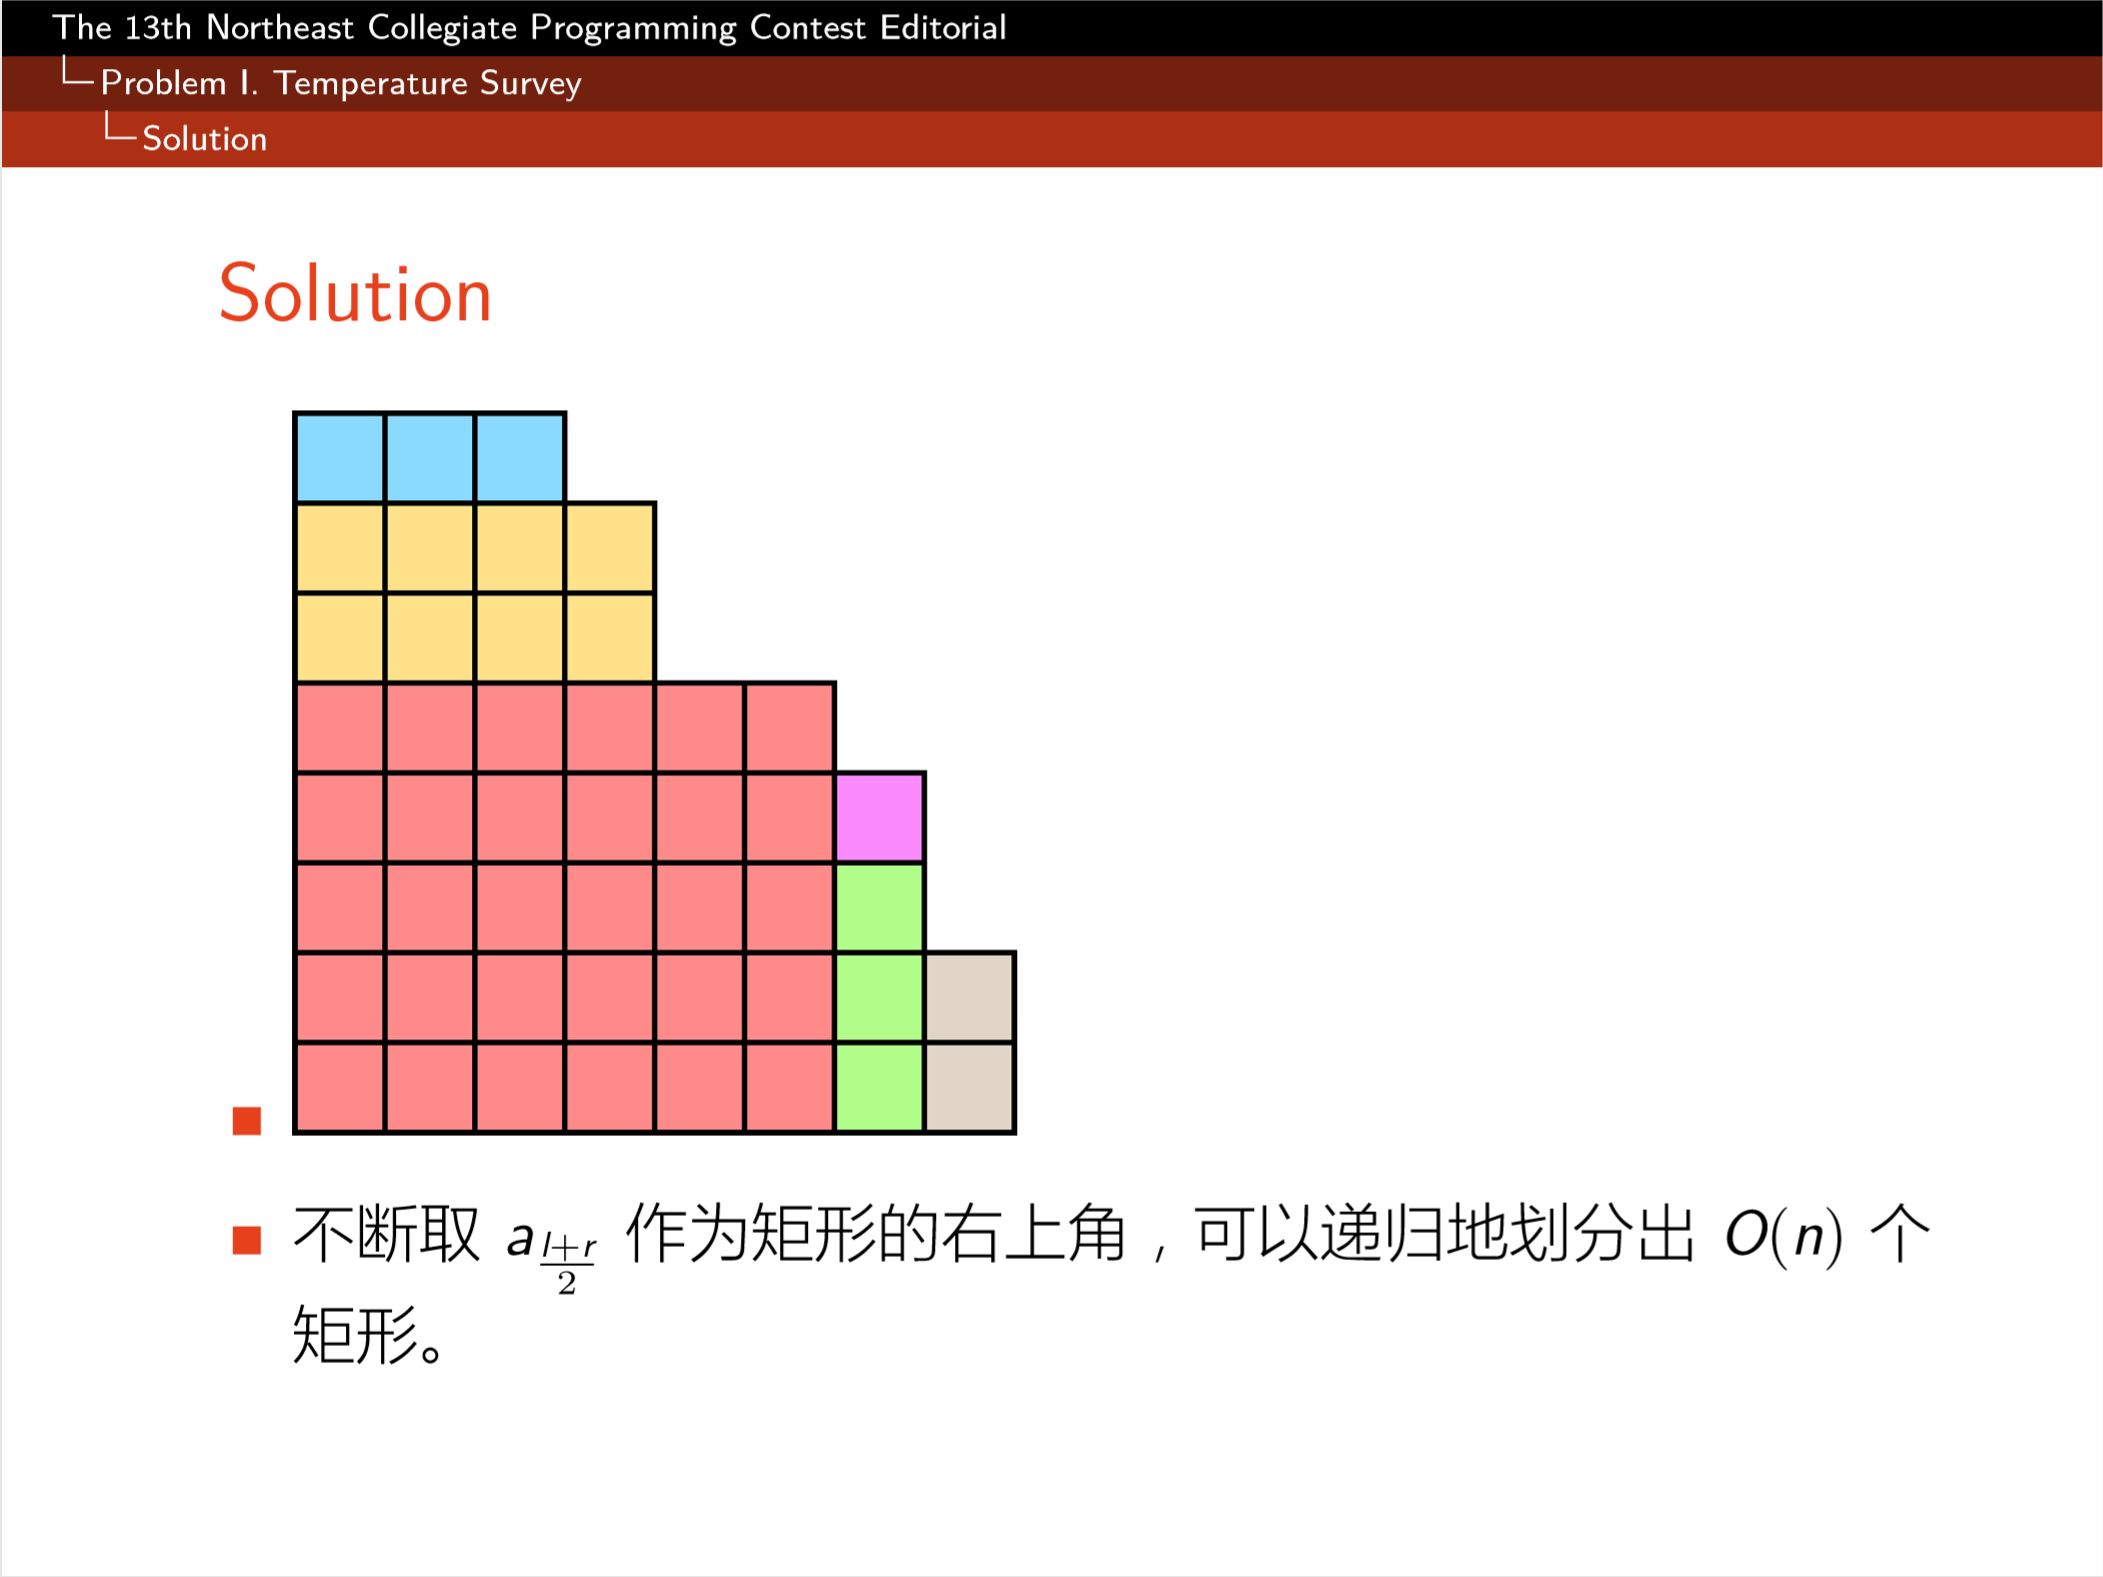 The 13th Northeast Collegiate Programming Contest Editorial
Problem I. Temperature Survey
Solution
Solution
不断取 $a_{\frac{l+r}{2}}$ 作为矩形的右上角，可以递归地划分出 $O(n)$ 个
矩形。